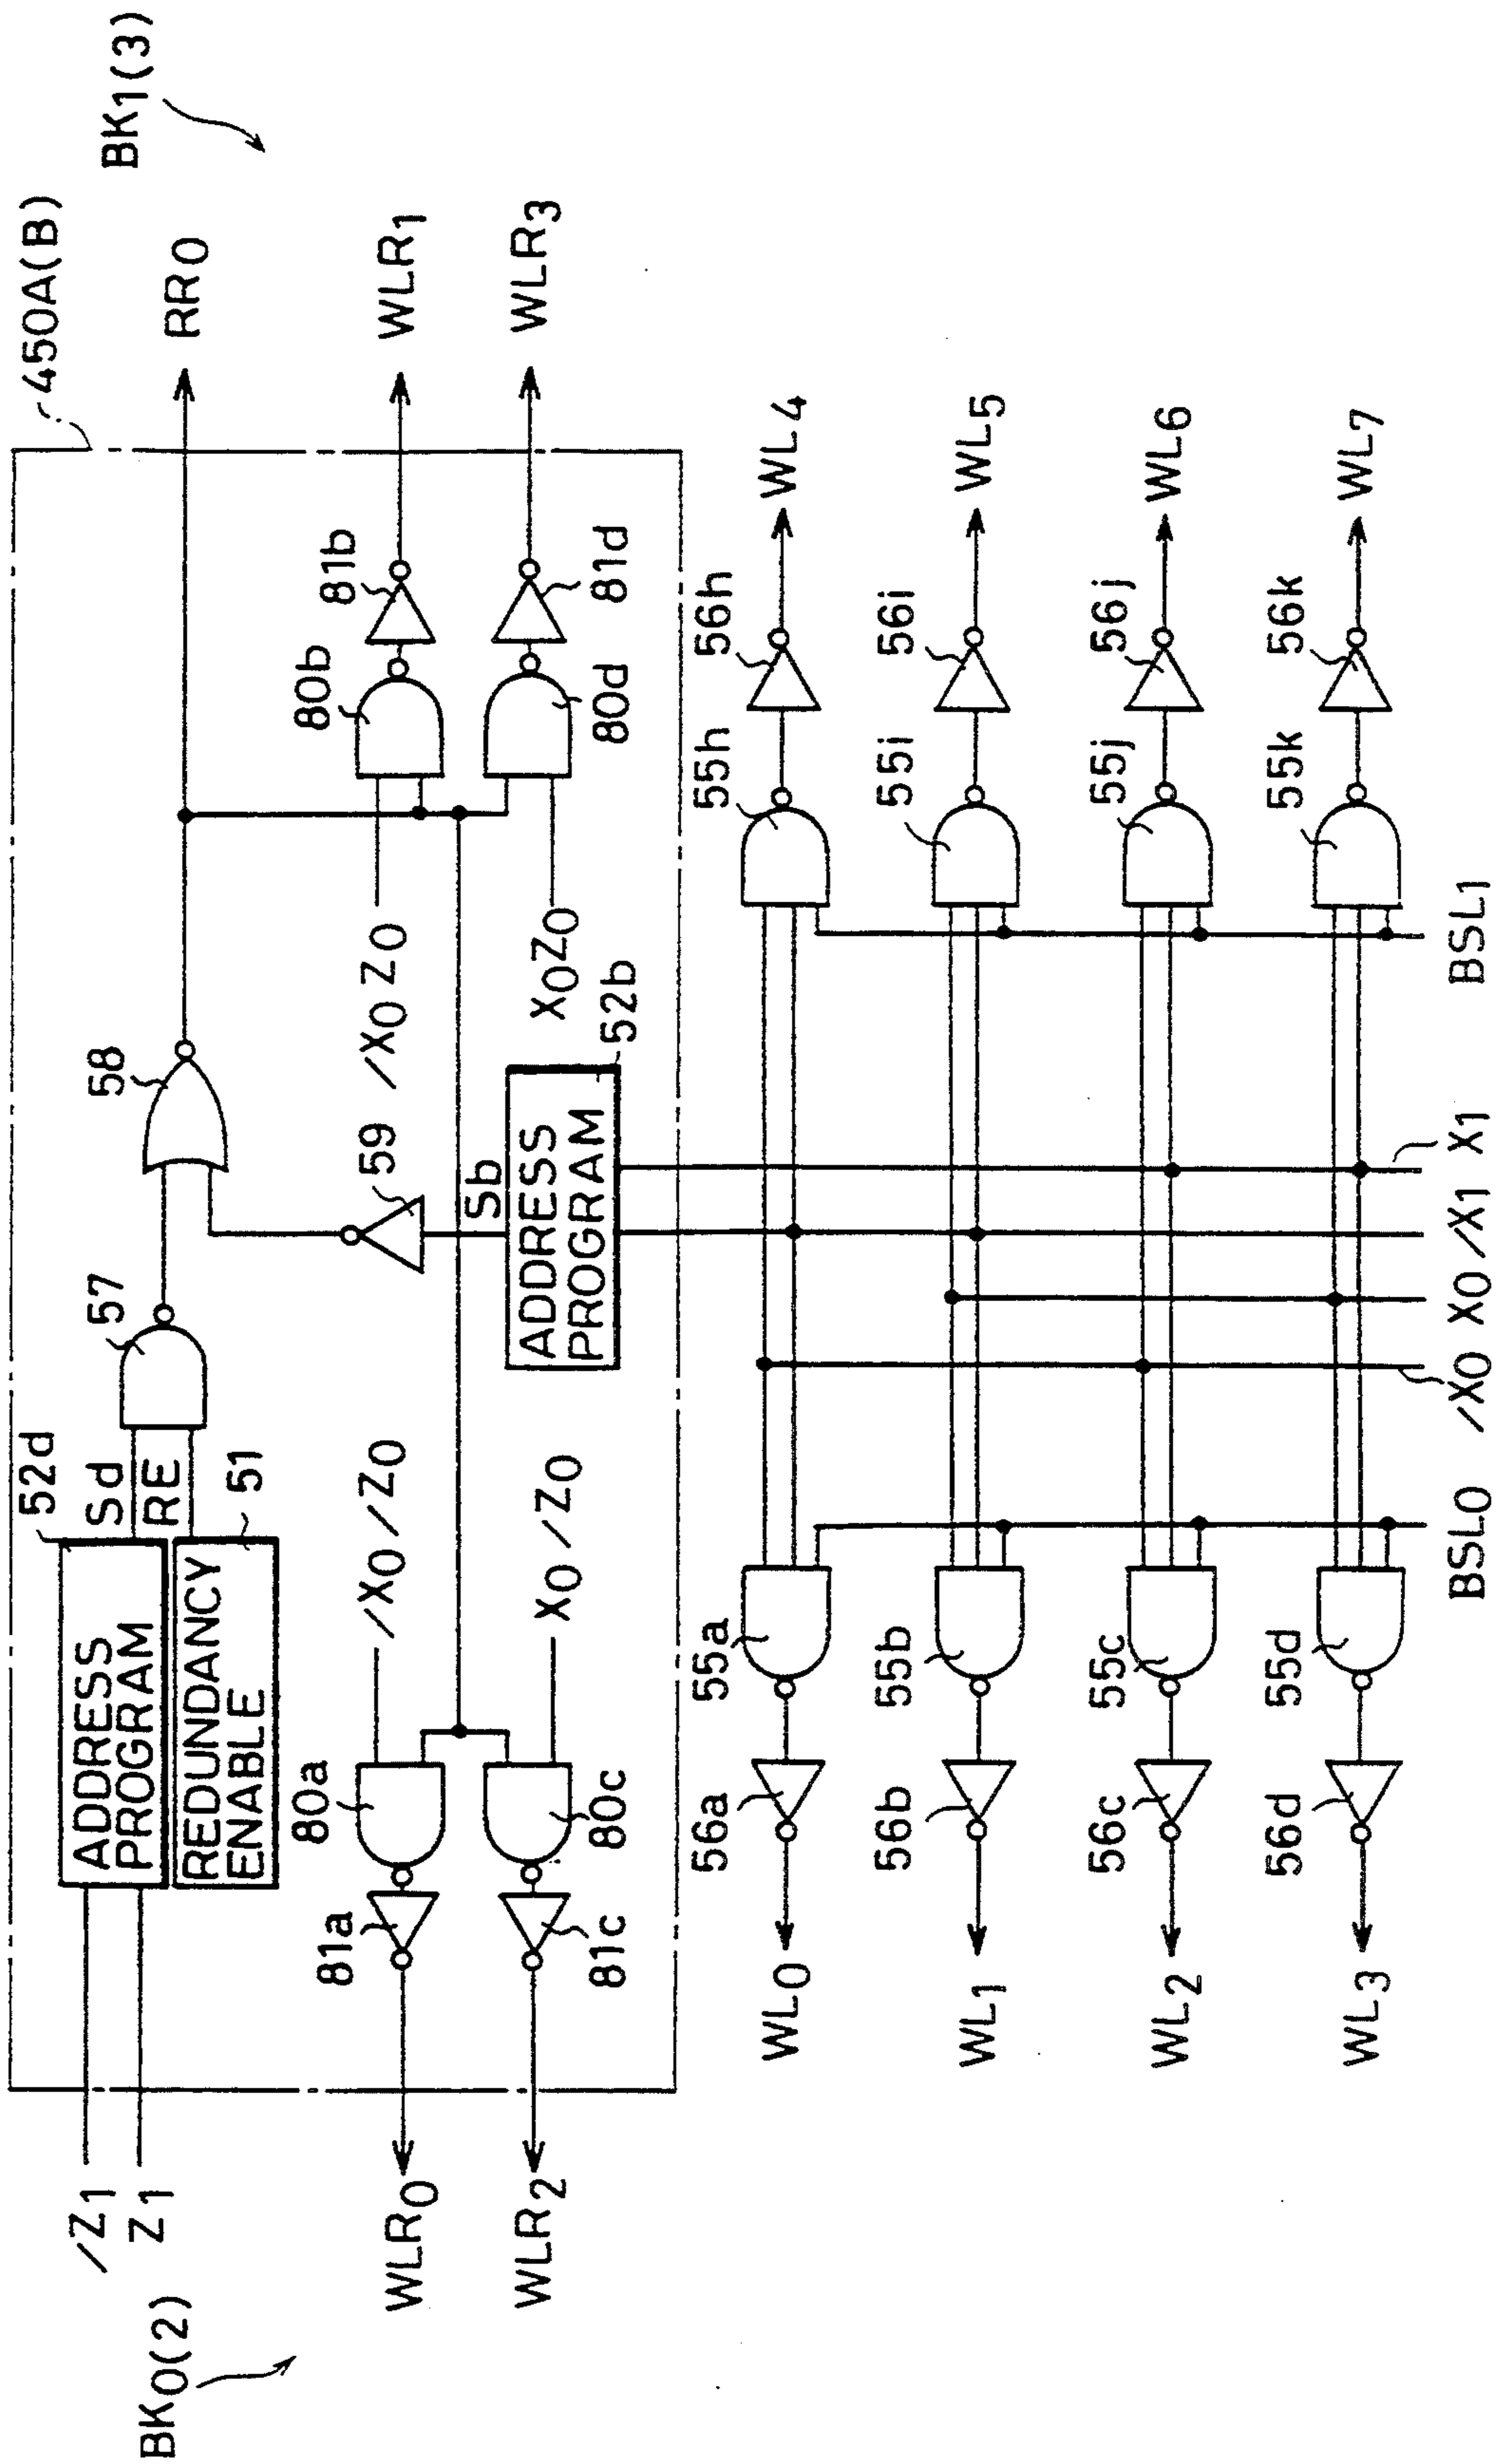 BK1(3)
450A(B)
RR0
WLR1
WLR3
81b
81d
80b
80d
/X0Z0
X0Z0
58
59
57
Sb
ADDRESS
PROGRAM
52b
52d
Sd
RE
51
ADDRESS
PROGRAM
REDUNDANCY
ENABLE
/X0/Z0
X0/Z0
80a
80c
81a
81c
/Z1
Z1
WLR0
WLR2
BK0(2)
WL4
WL5
WL6
WL7
56h
56i
56j
56k
55h
55i
55j
55k
BSL1
X1
/X1
X0
/X0
BSL0
55a
55b
55c
55d
56a
56b
56c
56d
WL0
WL1
WL2
WL3